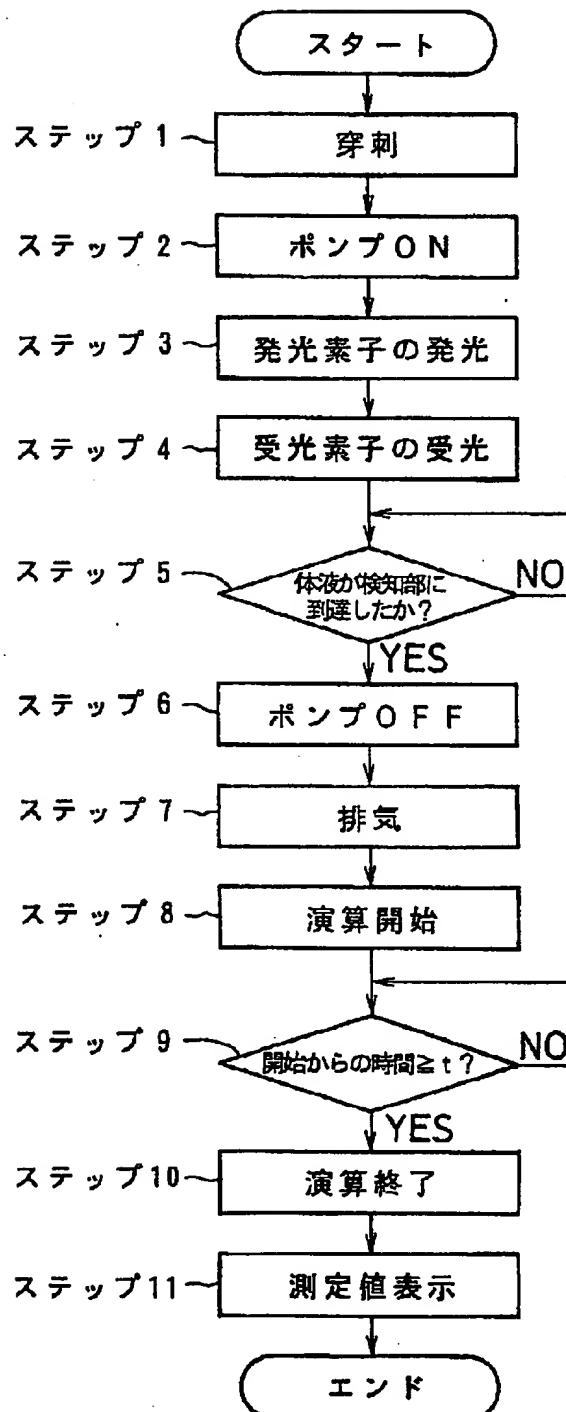 スタート
ステップ 1
穿刺
ステップ 2
ポンプON
ステップ 3
発光素子の発光
ステップ 4
受光素子の受光
ステップ 5
体液が検知部に
到達したか?
NO
YES
ステップ 6
ポンプOFF
ステップ 7
排気
ステップ 8
演算開始
ステップ 9
開始からの時間≧t?
NO
YES
ステップ10
演算終了
ステップ11
測定値表示
エンド